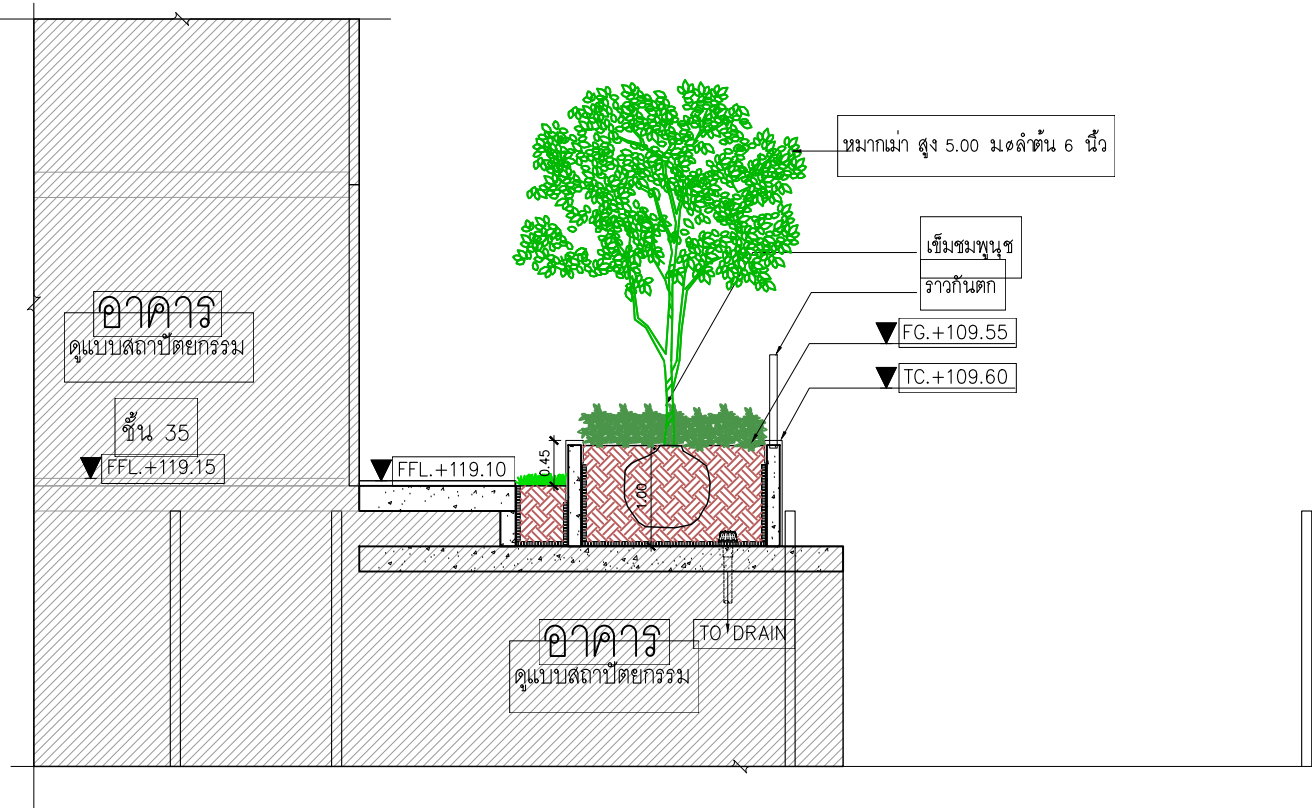 หมากเม่า สูง 5.00 ม.ø ลำต้น 6 นิ้ว
เข็มชมพูนุช
ราวกันตก
อาคาร
ดูแบบสถาปัตยกรรม
FG.+109.55
TC.+109.60
ชั้น 35
FFL.+119.15
FFL.+119.10
0.45
1.00
อาคาร
ดูแบบสถาปัตยกรรม
TO DRAIN